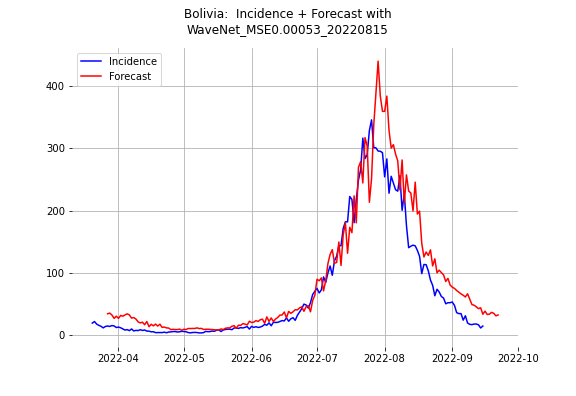 Bolivia:  Incidence + Forecast with
WaveNet_MSE0.00053_20220815
Incidence
Forecast
400
300
200
100
0
2022-04 2022-05 2022-06 2022-07 2022-08 2022-09 2022-10